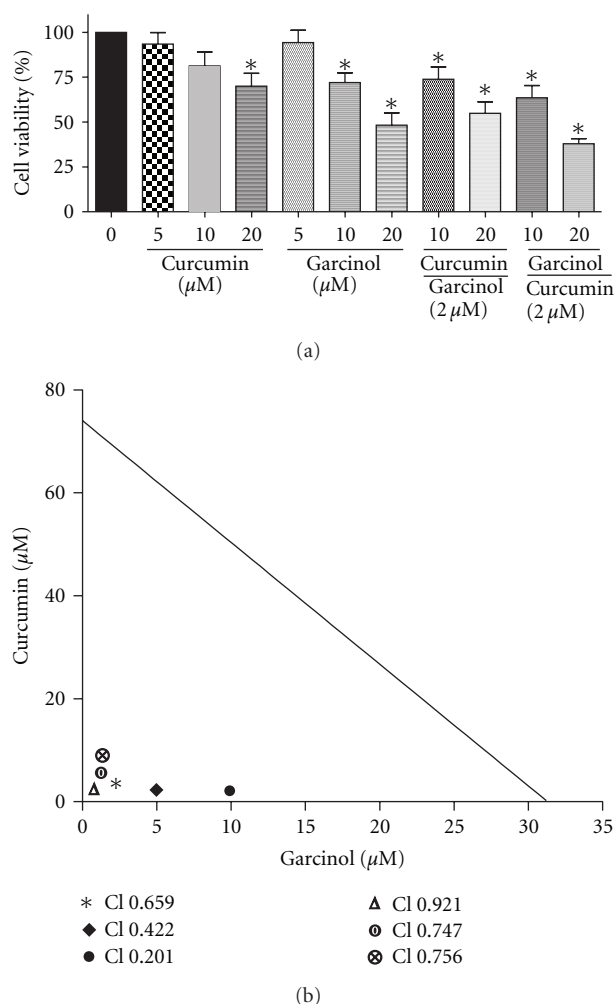 100
75
50
25
0
Cell viability (%)
* * * * * * *
0 5 10 20 5 10 20 10 20 10 20
Curcumin Garcinol Curcumin Garcinol
(μM) (μM) Garcinol Curcumin
(2 μM) (2 μM)
(a)
80
60
40
20
0
Curcumin (μM)
0 5 10 15 20 25 30 35
Garcinol (μM)
* Cl 0.659
Cl 0.422
Cl 0.201
Cl 0.921
Cl 0.747
Cl 0.756
(b)